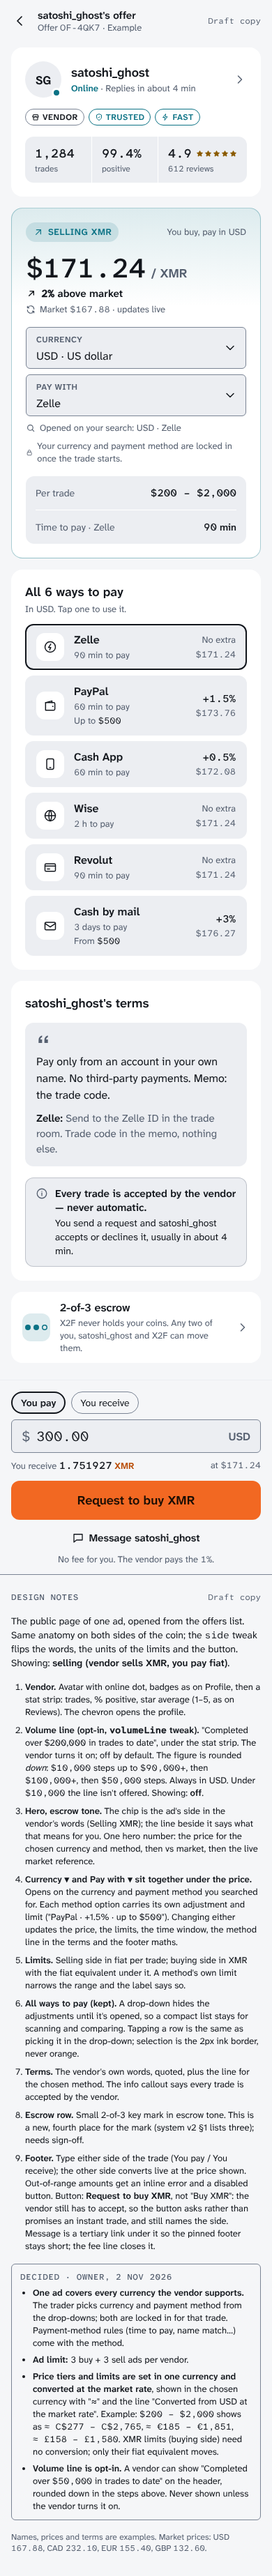 satoshi_ghost's offer
Offer OF-4QK7 · Example
Draft copy
SG
satoshi_ghost
Online · Replies in about 4 min
VENDOR
TRUSTED
FAST
1,284
trades
99.4%
positive
4.9 ★★★★★
612 reviews
SELLING XMR
You buy, pay in USD
$171.24 / XMR
2% above market
Market $167.88 · updates live
CURRENCY
USD · US dollar
PAY WITH
Zelle
Opened on your search: USD · Zelle
Your currency and payment method are locked in
once the trade starts.
Per trade
$200 – $2,000
Time to pay · Zelle
90 min
All 6 ways to pay
In USD. Tap one to use it.
Zelle
90 min to pay
No extra
$171.24
PayPal
60 min to pay
Up to $500
+1.5%
$173.76
Cash App
60 min to pay
+0.5%
$172.08
Wise
2 h to pay
No extra
$171.24
Revolut
90 min to pay
No extra
$171.24
Cash by mail
3 days to pay
From $500
+3%
$176.27
satoshi_ghost's terms
“
Pay only from an account in your own
name. No third-party payments. Memo:
the trade code.
Zelle: Send to the Zelle ID in the trade
room. Trade code in the memo, nothing
else.
Every trade is accepted by the vendor
— never automatic.
You send a request and satoshi_ghost
accepts or declines it, usually in about 4
min.
2-of-3 escrow
X2F never holds your coins. Any two of
you, satoshi_ghost and X2F can move
them.
You pay
You receive
$ 300.00
USD
You receive 1.751927 XMR
at $171.24
Request to buy XMR
Message satoshi_ghost
No fee for you. The vendor pays the 1%.
DESIGN NOTES
Draft copy
The public page of one ad, opened from the offers list.
Same anatomy on both sides of the coin; the side tweak
flips the words, the units of the limits and the button.
Showing: selling (vendor sells XMR, you pay fiat).
1. Vendor. Avatar with online dot, badges as on Profile, then a
stat strip: trades, % positive, star average (1–5, as on
Reviews). The chevron opens the profile.
2. Volume line (opt-in, volumeLine tweak). "Completed
over $200,000 in trades to date", under the stat strip. The
vendor turns it on; off by default. The figure is rounded
down: $10,000 steps up to $90,000+, then
$100,000+, then $50,000 steps. Always in USD. Under
$10,000 the line isn't offered. Showing: off.
3. Hero, escrow tone. The chip is the ad's side in the
vendor's words (Selling XMR); the line beside it says what
that means for you. One hero number: the price for the
chosen currency and method, then vs market, then the live
market reference.
4. Currency ▾ and Pay with ▾ sit together under the price.
Opens on the currency and payment method you searched
for. Each method option carries its own adjustment and
limit ("PayPal · +1.5% · up to $500"). Changing either
updates the price, the limits, the time window, the method
line in the terms and the footer maths.
5. Limits. Selling side in fiat per trade; buying side in XMR
with the fiat equivalent under it. A method's own limit
narrows the range and the label says so.
6. All ways to pay (kept). A drop-down hides the
adjustments until it's opened, so a compact list stays for
scanning and comparing. Tapping a row is the same as
picking it in the drop-down; selection is the 2px ink border,
never orange.
7. Terms. The vendor's own words, quoted, plus the line for
the chosen method. The info callout says every trade is
accepted by the vendor.
8. Escrow row. Small 2-of-3 key mark in escrow tone. This is
a new, fourth place for the mark (system v2 §1 lists three);
needs sign-off.
9. Footer. Type either side of the trade (You pay / You
receive); the other side converts live at the price shown.
Out-of-range amounts get an inline error and a disabled
button. Button: Request to buy XMR, not "Buy XMR": the
vendor still has to accept, so the button asks rather than
promises an instant trade, and still names the side.
Message is a tertiary link under it so the pinned footer
stays short; the fee line closes it.
DECIDED · OWNER, 2 NOV 2026
• One ad covers every currency the vendor supports.
The trader picks currency and payment method from
the drop-downs; both are locked in for that trade.
Payment-method rules (time to pay, name match…)
come with the method.
• Ad limit: 3 buy + 3 sell ads per vendor.
• Price tiers and limits are set in one currency and
converted at the market rate, shown in the chosen
currency with "≈" and the line "Converted from USD at
the market rate". Example: $200 – $2,000 shows
as ≈ C$277 – C$2,765, ≈ €185 – €1,851,
≈ £158 – £1,580. XMR limits (buying side) need
no conversion; only their fiat equivalent moves.
• Volume line is opt-in. A vendor can show "Completed
over $50,000 in trades to date" on the header,
rounded down in the steps above. Never shown unless
the vendor turns it on.
Names, prices and terms are examples. Market prices: USD
167.88, CAD 232.10, EUR 155.40, GBP 132.60.